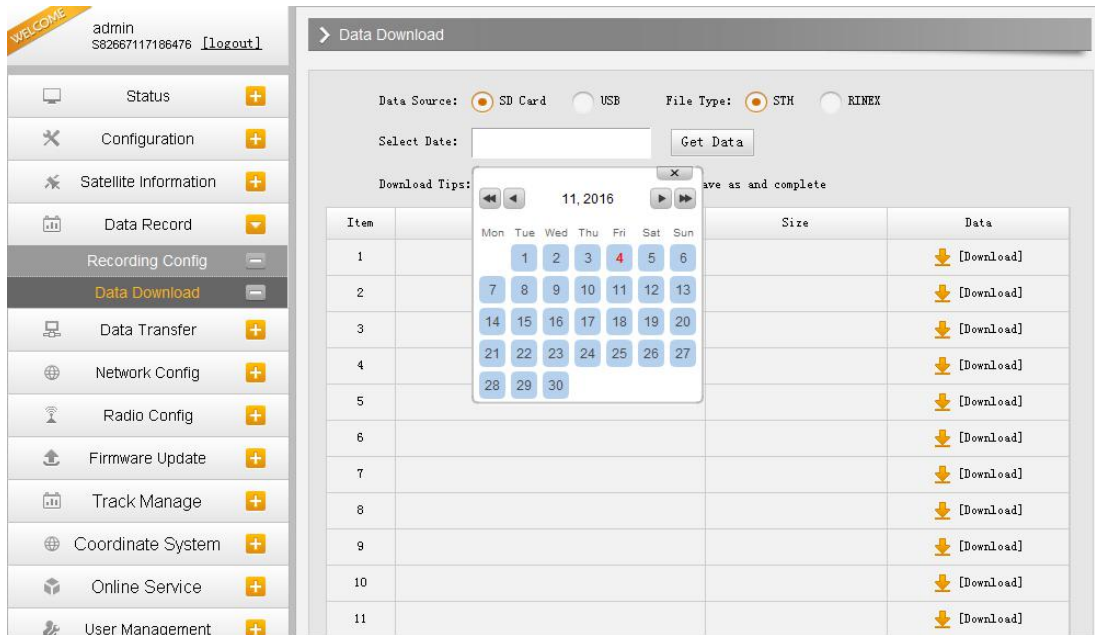 WELCOME
admin
S82667117186476 [logout]
Status
Configuration
Satellite Information
Data Record
Recording Config
Data Download
Data Transfer
Network Config
Radio Config
Firmware Update
Track Manage
Coordinate System
Online Service
User Management
Data Download
Data Source: SD Card USB File Type: STH RINEX
Select Date: Get Data
Download Tips: ave as and complete
11, 2016
Mon Tue Wed Thu Fri Sat Sun
1 2 3 4 5 6
7 8 9 10 11 12 13
14 15 16 17 18 19 20
21 22 23 24 25 26 27
28 29 30
Item Size Data
1 [Download]
2 [Download]
3 [Download]
4 [Download]
5 [Download]
6 [Download]
7 [Download]
8 [Download]
9 [Download]
10 [Download]
11 [Download]